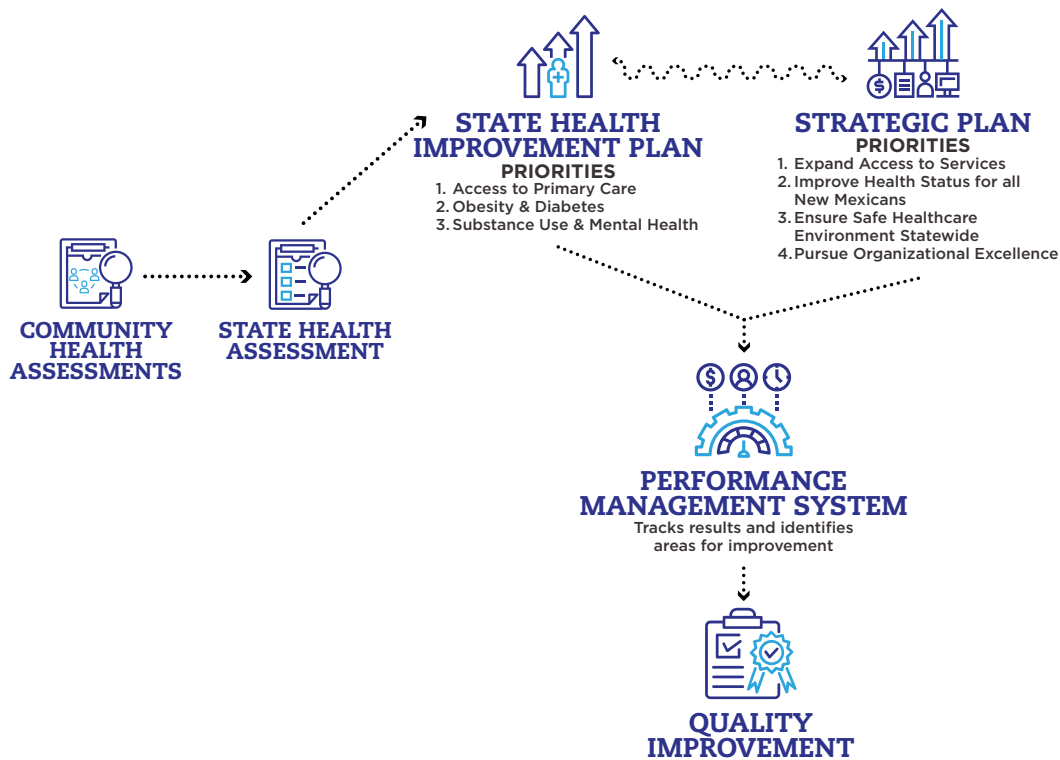 STATE HEALTH
IMPROVEMENT PLAN
PRIORITIES
1. Access to Primary Care
2. Obesity & Diabetes
3. Substance Use & Mental Health
STRATEGIC PLAN
PRIORITIES
1. Expand Access to Services
2. Improve Health Status for all
New Mexicans
3. Ensure Safe Healthcare
Environment Statewide
4. Pursue Organizational Excellence
COMMUNITY
HEALTH
ASSESSMENTS
STATE HEALTH
ASSESSMENT
PERFORMANCE
MANAGEMENT SYSTEM
Tracks results and identifies
areas for improvement
QUALITY
IMPROVEMENT